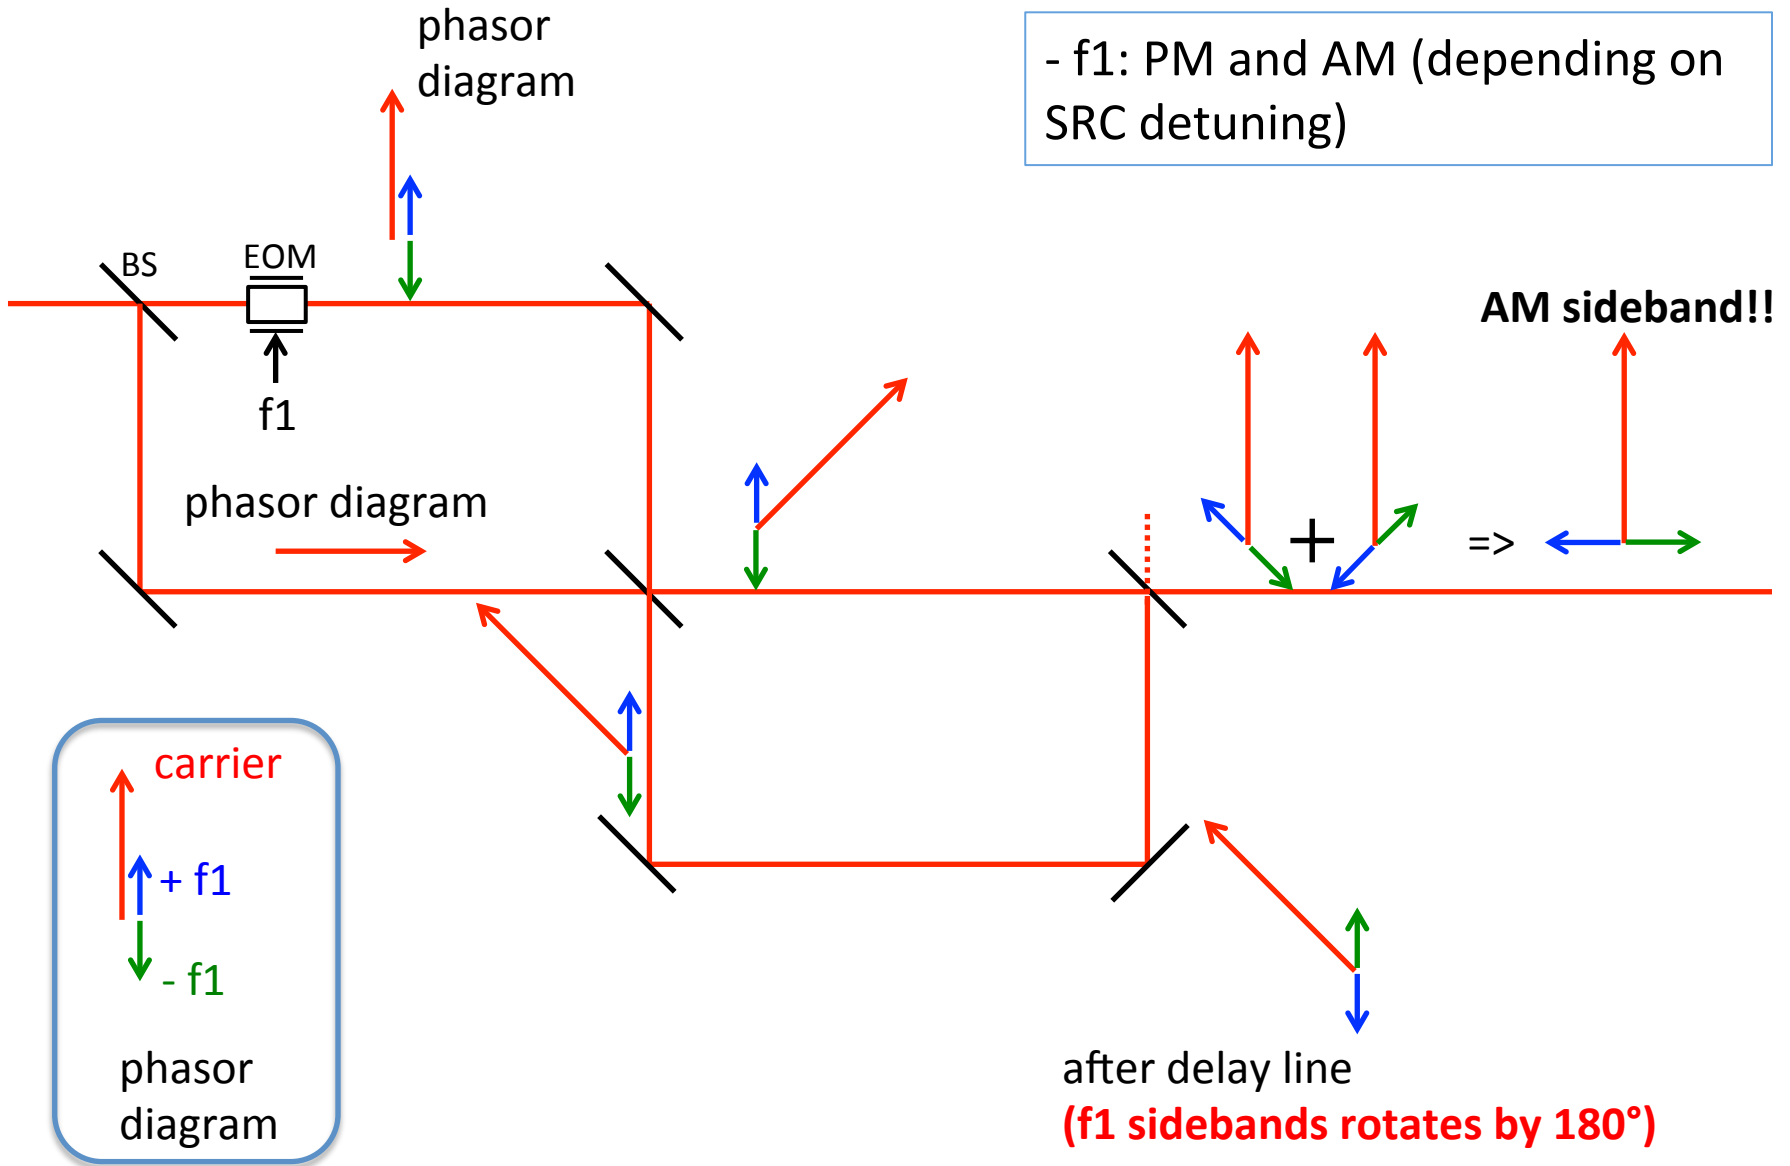 phasor
diagram
- f1: PM and AM (depending on
SRC detuning)
BS
EOM
f1
AM sideband!!
phasor diagram
+
=>
carrier
+ f1
- f1
phasor
diagram
after delay line
(f1 sidebands rotates by 180°)